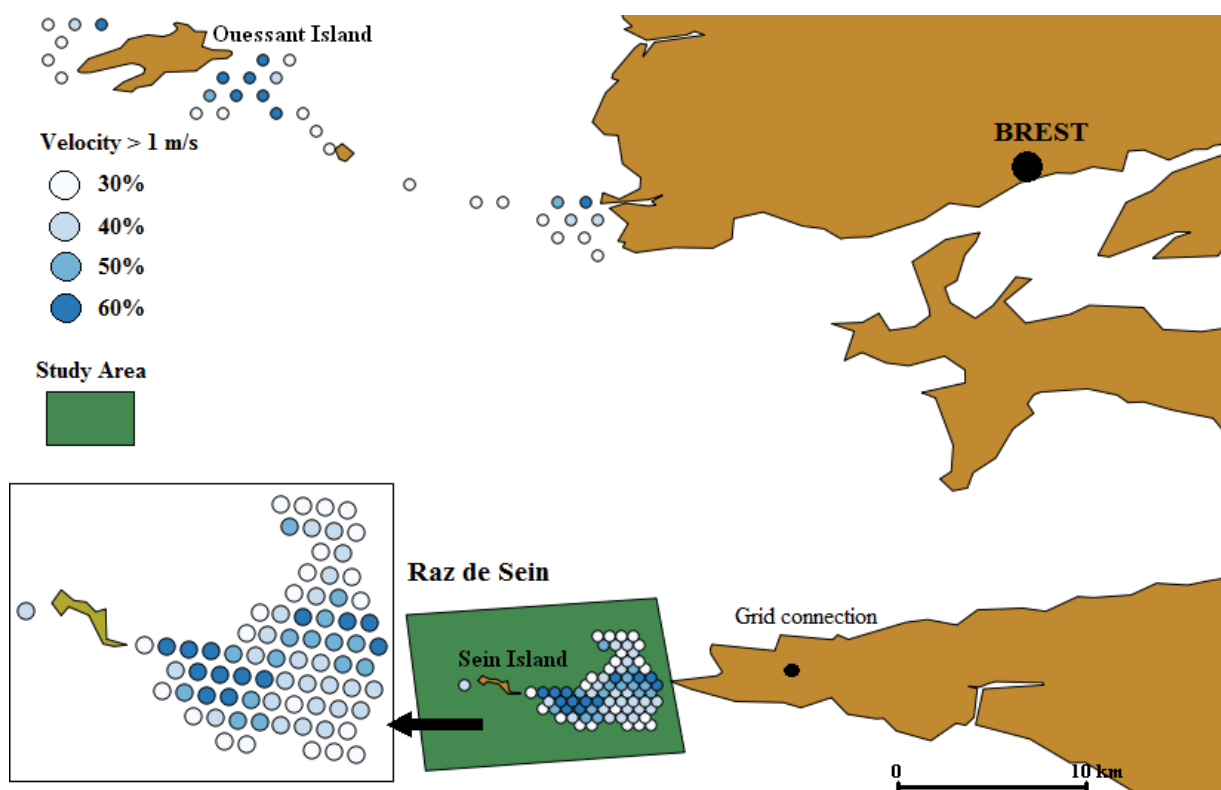 Ouessant Island
Velocity > 1 m/s
30%
40%
50%
60%
BREST
Study Area
Raz de Sein
Grid connection
Sein Island
0
10 km